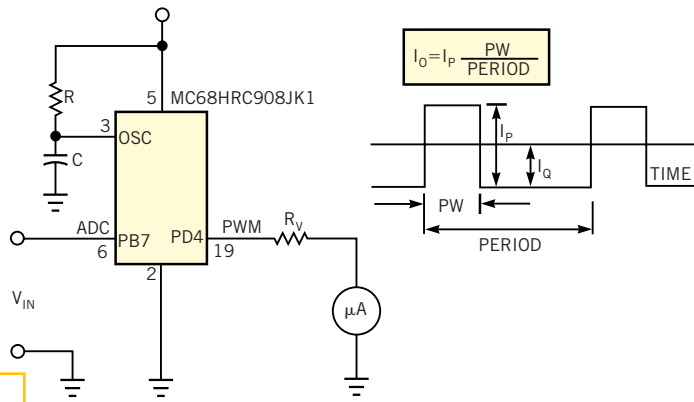 I_O=I_P PW
PERIOD
R
5 MC68HRC908JK1
3
OSC
C
I_P
I_Q
TIME
PW
PERIOD
ADC
PB7
6
PD4
PWM
19
R_V
2
V_IN
μA